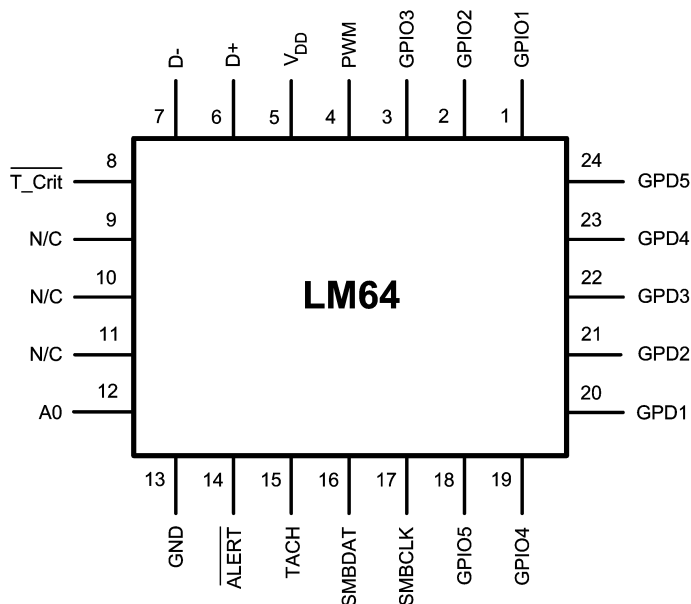 D-
D+
VDD
PWM
GPIO3
GPIO2
GPIO1
7
6
5
4
3
2
1
T_Crit
8
24
GPD5
N/C
9
23
GPD4
N/C
10
LM64
22
GPD3
N/C
11
21
GPD2
A0
12
20
GPD1
13
14
15
16
17
18
19
GND
ALERT
TACH
SMBDAT
SMBCLK
GPIO5
GPIO4